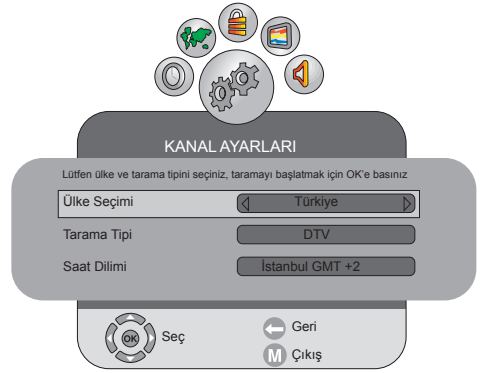 KANAL AYARLARI
Lütfen ülke ve tarama tipini seçiniz, taramayı başlatmak için OK'e basınız
Ülke Seçimi Türkiye
Tarama Tipi DTV
Saat Dilimi İstanbul GMT +2
OK Seç
Geri
M Çıkış